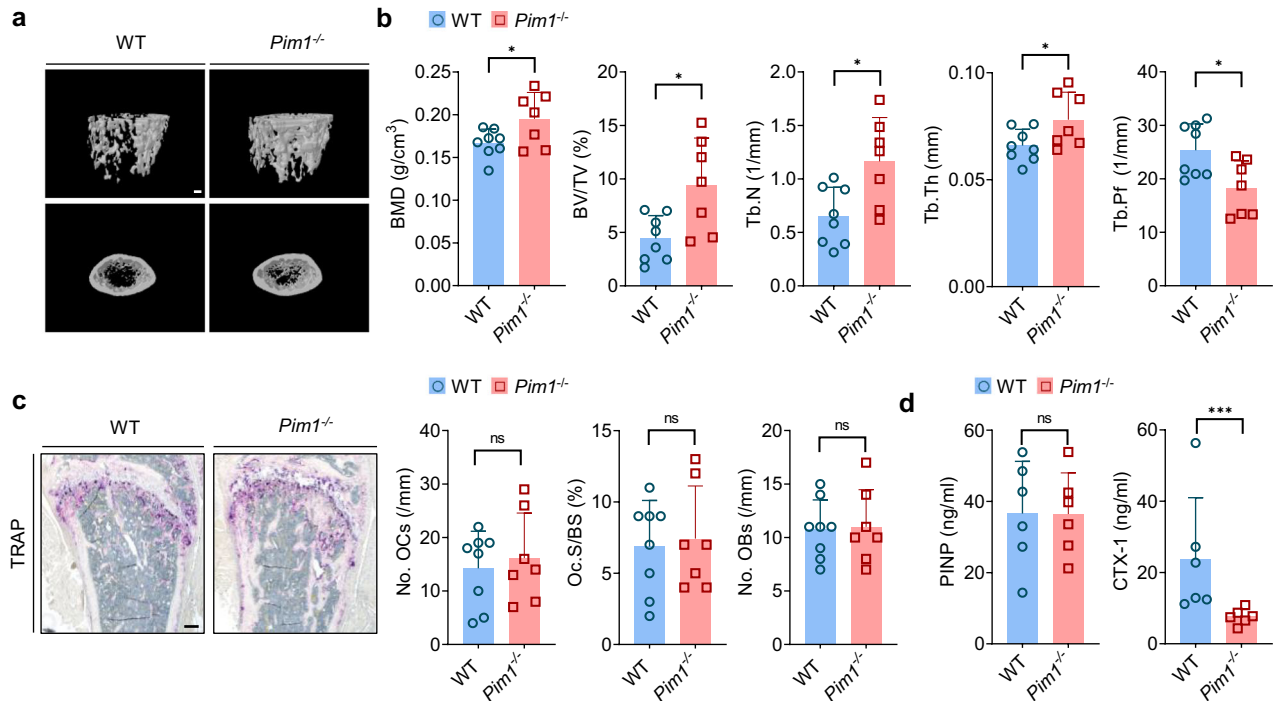 a
WT Pim1-/-
b
WT Pim1-/-
BMD (g/cm3)
0.25
0.20
0.15
0.10
0.05
0.00
*
WT Pim1-/-
BV/TV (%)
20
15
10
5
0
*
WT Pim1-/-
Tb.N (1/mm)
2.0
1.5
1.0
0.5
0.0
*
WT Pim1-/-
Tb.Th (mm)
0.10
0.05
0.00
*
WT Pim1-/-
Tb.Pf (1/mm)
40
30
20
10
0
*
WT Pim1-/-
c
WT Pim1-/-
TRAP
WT Pim1-/-
No. OCs (/mm)
40
30
20
10
0
ns
WT Pim1-/-
Oc.S/BS (%)
15
10
5
0
ns
WT Pim1-/-
No. OBs (/mm)
20
15
10
5
0
ns
WT Pim1-/-
d
WT Pim1-/-
PINP (ng/ml)
60
40
20
0
ns
WT Pim1-/-
CTX-1 (ng/ml)
60
40
20
0
***
WT Pim1-/-